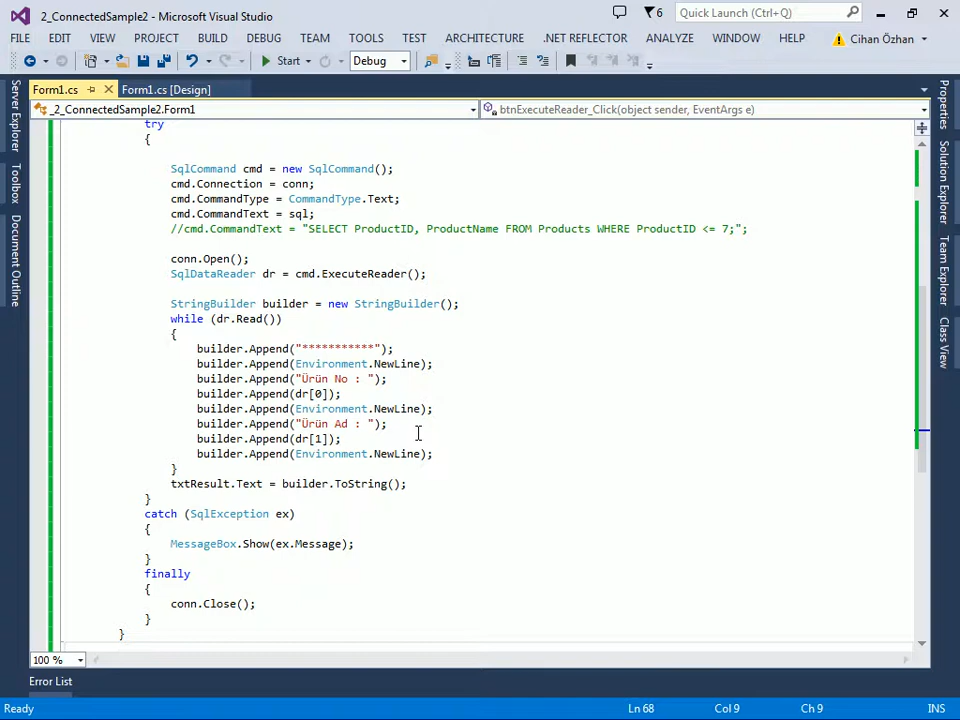 2_ConnectedSample2 - Microsoft Visual Studio
6
Quick Launch (Ctrl+Q)
FILE EDIT VIEW PROJECT BUILD DEBUG TEAM TOOLS TEST ARCHITECTURE .NET REFLECTOR ANALYZE WINDOW HELP Cihan Özhan
Start Debug
Form1.cs Form1.cs [Design]
_2_ConnectedSample2.Form1 btnExecuteReader_Click(object sender, EventArgs e)
Server Explorer
Toolbox
Document Outline
try
{
SqlCommand cmd = new SqlCommand();
cmd.Connection = conn;
cmd.CommandType = CommandType.Text;
cmd.CommandText = sql;
//cmd.CommandText = "SELECT ProductID, ProductName FROM Products WHERE ProductID <= 7;";
conn.Open();
SqlDataReader dr = cmd.ExecuteReader();
StringBuilder builder = new StringBuilder();
while (dr.Read())
{
builder.Append("***********");
builder.Append(Environment.NewLine);
builder.Append("Ürün No : ");
builder.Append(dr[0]);
builder.Append(Environment.NewLine);
builder.Append("Ürün Ad : ");
builder.Append(dr[1]);
builder.Append(Environment.NewLine);
}
txtResult.Text = builder.ToString();
}
catch (SqlException ex)
{
MessageBox.Show(ex.Message);
}
finally
{
conn.Close();
}
}
Properties
Solution Explorer
Team Explorer
Class View
100 %
Error List
Ready Ln 68 Col 9 Ch 9 INS